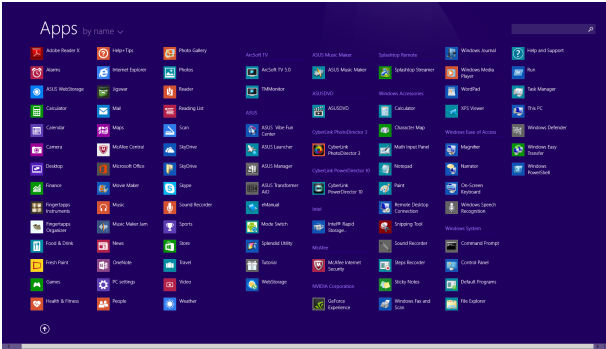 Apps by name
Adobe Reader X
Alarms
ASUS WebStorage
Calculator
Calendar
Camera
Desktop
Finance
Fingertapps
Instruments
Fingertapps
Organizer
Food & Drink
Fresh Paint
Games
Health & Fitness
Help+Tips
Internet Explorer
Jigswar
Mail
Maps
McAfee Central
Microsoft Office
Movie Maker
Music
Music Maker Jam
News
OneNote
PC settings
People
Photo Gallery
Photos
Reader
Reading List
Scan
SkyDrive
SkyDrive
Skype
Sound Recorder
Sports
Store
Travel
Video
Weather
ArcSoft TV
ArcSoft TV 5.0
TMMonitor
ASUS
ASUS Vibe Fun
Center
ASUS Launcher
ASUS Manager
ASUS Transformer
AIO
eManual
Mode Switch
Splendid Utility
Tutorial
WebStorage
ASUS Music Maker
ASUS Music Maker
ASUSDVD
ASUSDVD
CyberLink PhotoDirector 3
CyberLink
PhotoDirector 3
CyberLink PowerDirector 10
CyberLink
PowerDirector 10
Intel
Intel® Rapid
Storage...
McAfee
McAfee Internet
Security
NVIDIA Corporation
GeForce
Experience
Splashtop Remote
Splashtop Streamer
Windows Accessories
Calculator
Character Map
Math Input Panel
Notepad
Paint
Remote Desktop
Connection
Snipping Tool
Sound Recorder
Steps Recorder
Sticky Notes
Windows Fax and
Scan
Windows Journal
Windows Media
Player
WordPad
XPS Viewer
Windows Ease of Access
Magnifier
Narrator
On-Screen
Keyboard
Windows Speech
Recognition
Windows System
Command Prompt
Control Panel
Default Programs
File Explorer
Help and Support
Run
Task Manager
This PC
Windows Defender
Windows Easy
Transfer
Windows
PowerShell